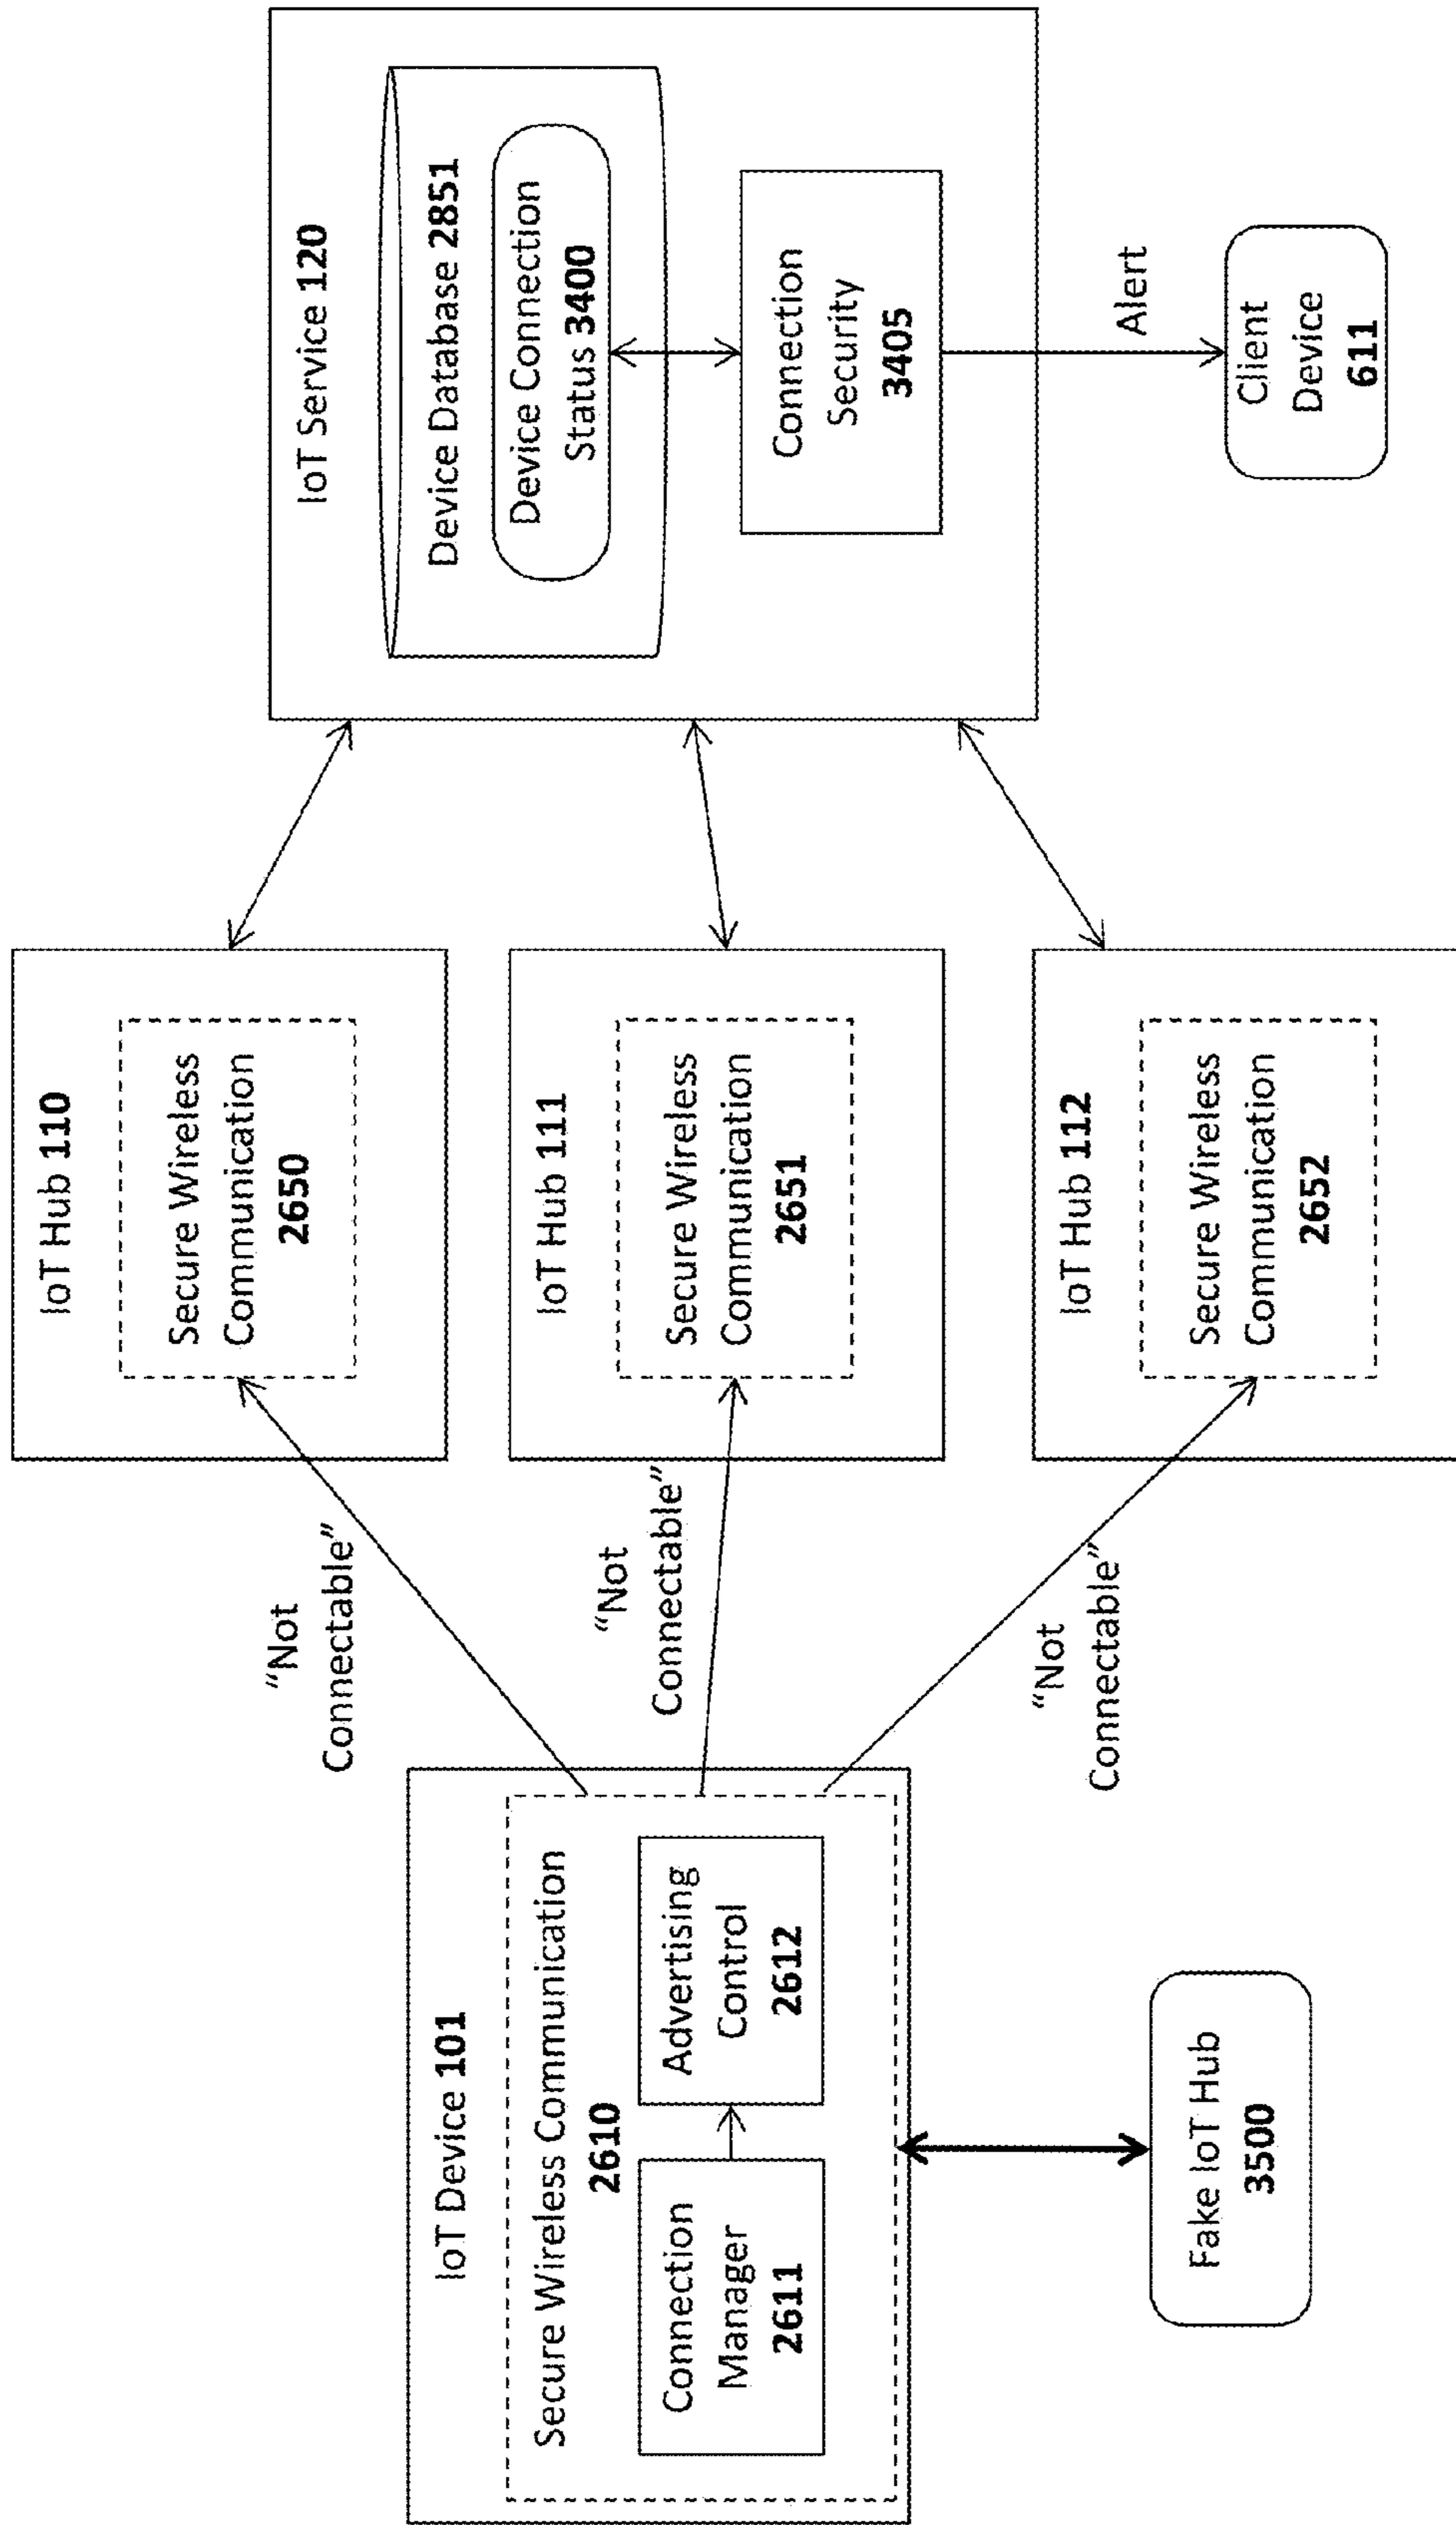 IoT Device 101
Secure Wireless Communication
2610
Connection
Manager
2611
Advertising
Control
2612
Fake IoT Hub
3500
“Not
Connectable”
“Not
Connectable”
“Not
Connectable”
IoT Hub 110
Secure Wireless
Communication
2650
IoT Hub 111
Secure Wireless
Communication
2651
IoT Hub 112
Secure Wireless
Communication
2652
IoT Service 120
Device Database 2851
Device Connection
Status 3400
Connection
Security
3405
Alert
Client
Device
611